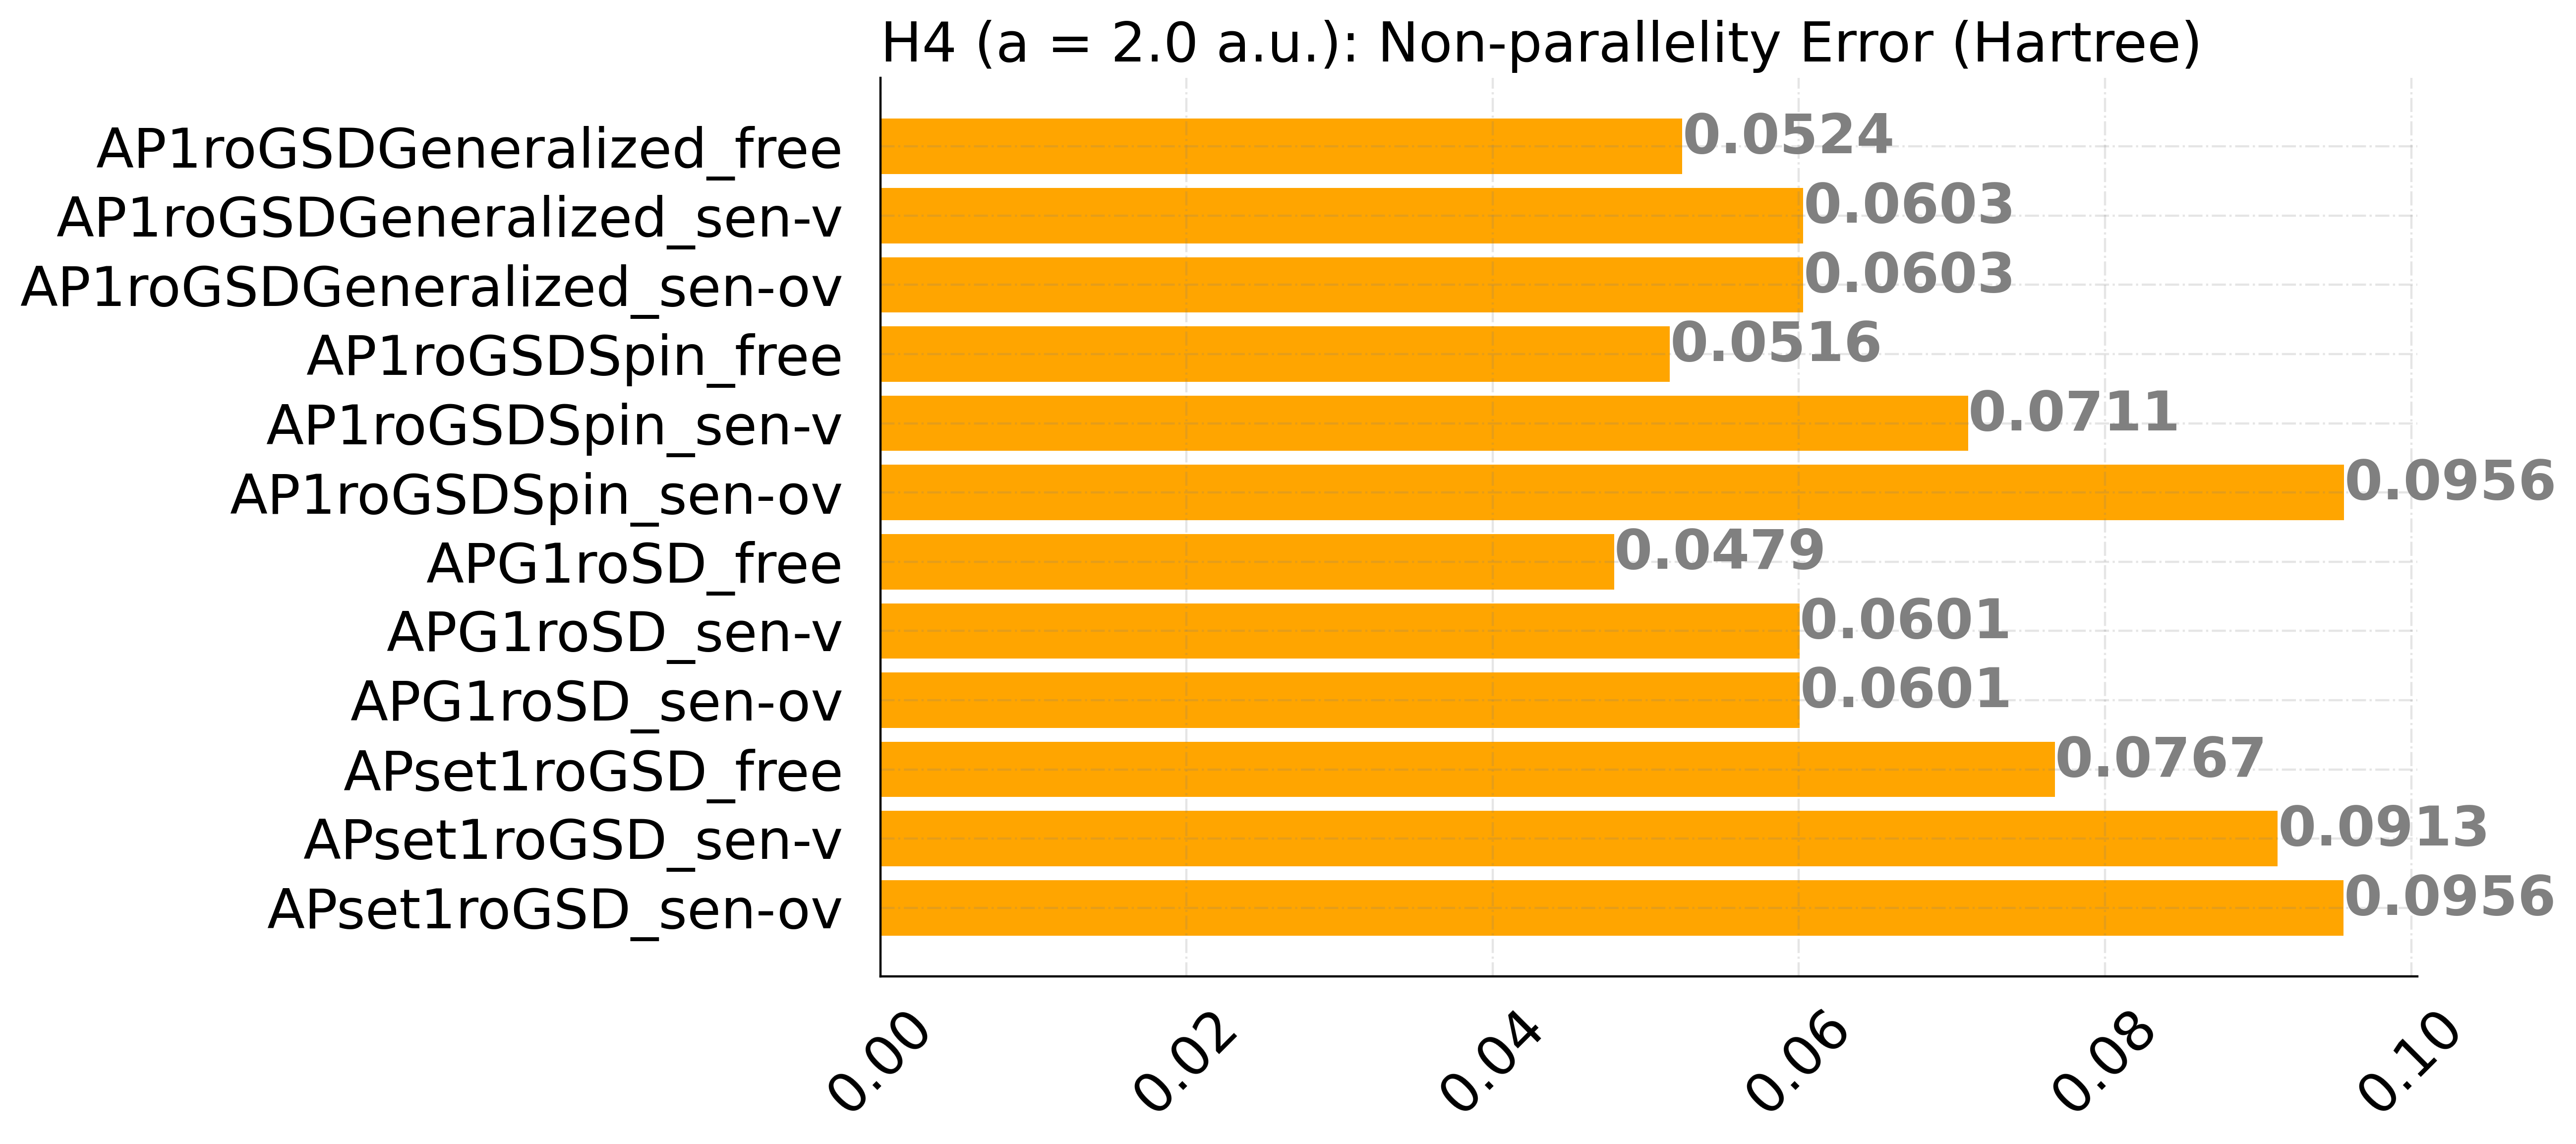 H4 (a = 2.0 a.u.): Non-parallelity Error (Hartree)
AP1roGSDGeneralized_free 0.0524
AP1roGSDGeneralized_sen-v 0.0603
AP1roGSDGeneralized_sen-ov 0.0603
AP1roGSDSpin_free 0.0516
AP1roGSDSpin_sen-v 0.0711
AP1roGSDSpin_sen-ov 0.0956
APG1roSD_free 0.0479
APG1roSD_sen-v 0.0601
APG1roSD_sen-ov 0.0601
APset1roGSD_free 0.0767
APset1roGSD_sen-v 0.0913
APset1roGSD_sen-ov 0.0956
0.00 0.02 0.04 0.06 0.08 0.10